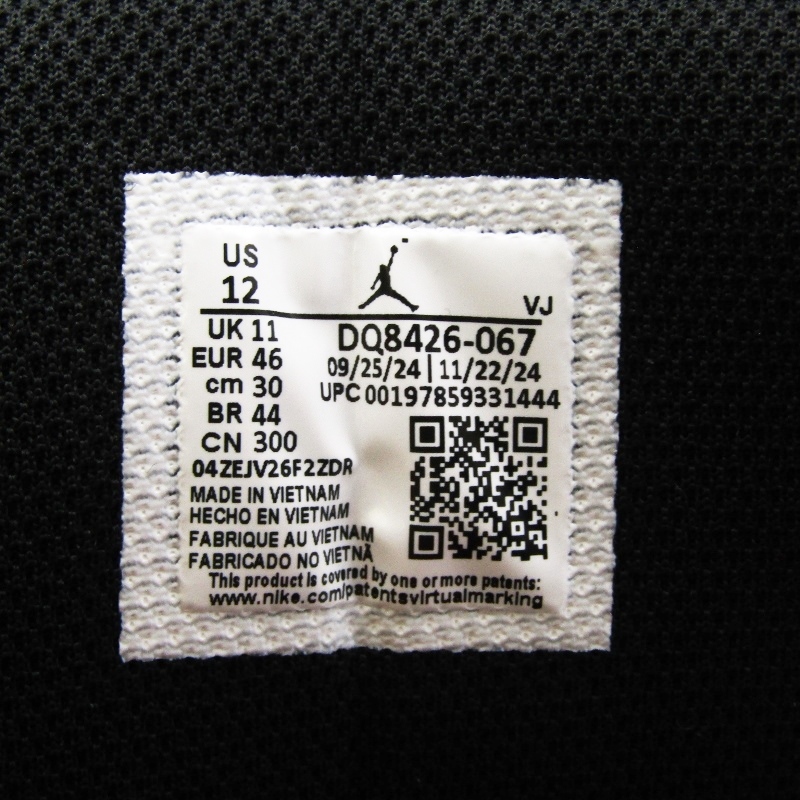 US
12
VJ
UK 11
EUR 46
cm 30
BR 44
CN 300
DQ8426-067
09/25/24 | 11/22/24
UPC 00197859331444
04ZEJV26F2ZDR
MADE IN VIETNAM
HECHO EN VIETNAM
FABRIQUE AU VIETNAM
FABRICADO NO VIETNÃ
This product is covered by one or more patents:
www.nike.com/patentsvirtualmarking